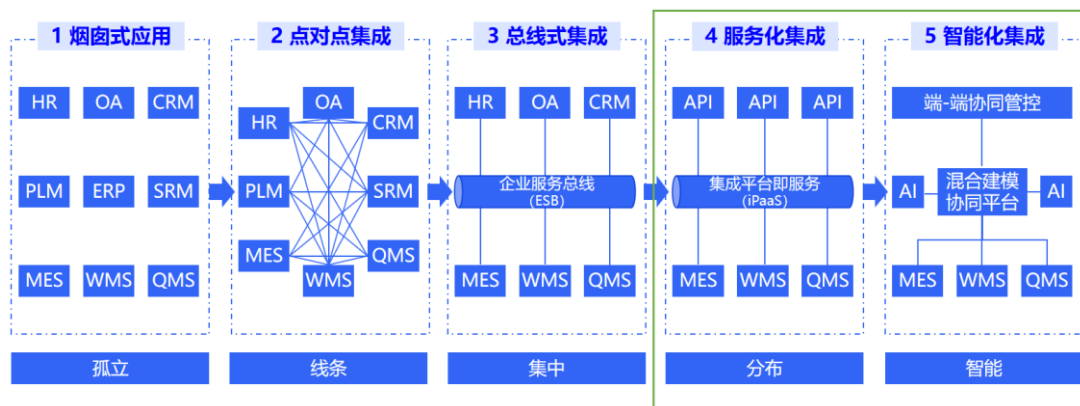 1 烟囱式应用
HR OA CRM
PLM ERP SRM
MES WMS QMS
孤立
2 点对点集成
OA
HR CRM
PLM SRM
MES QMS
WMS
线条
3 总线式集成
HR OA CRM
企业服务总线
(ESB)
MES WMS QMS
集中
4 服务化集成
API API API
集成平台即服务
(iPaaS)
MES WMS QMS
分布
5 智能化集成
端-端协同管控
AI 混合建模 AI
协同平台
MES WMS QMS
智能